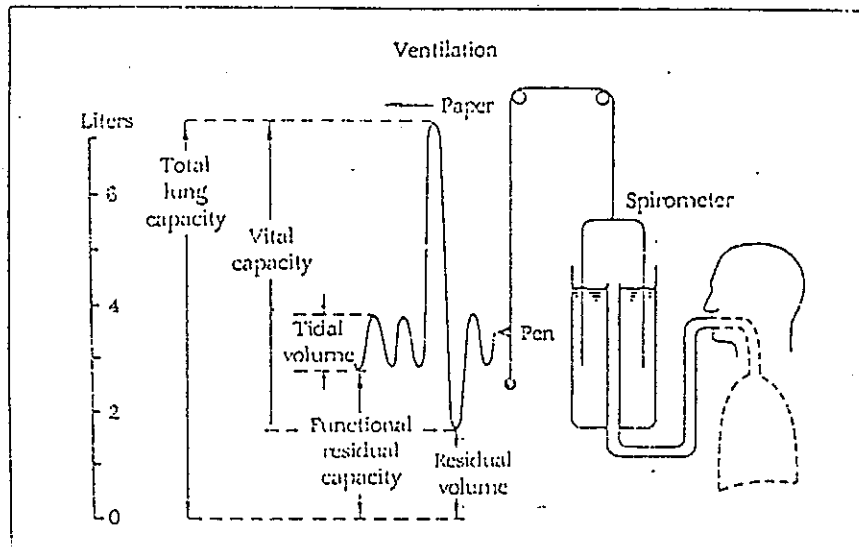 Ventilation
Paper
Liters
Total
lung
capacity
6
Spirometer
Vital
capacity
4
Tidal
volume
Pen
2
Functional
residual
capacity
Residual
volume
0